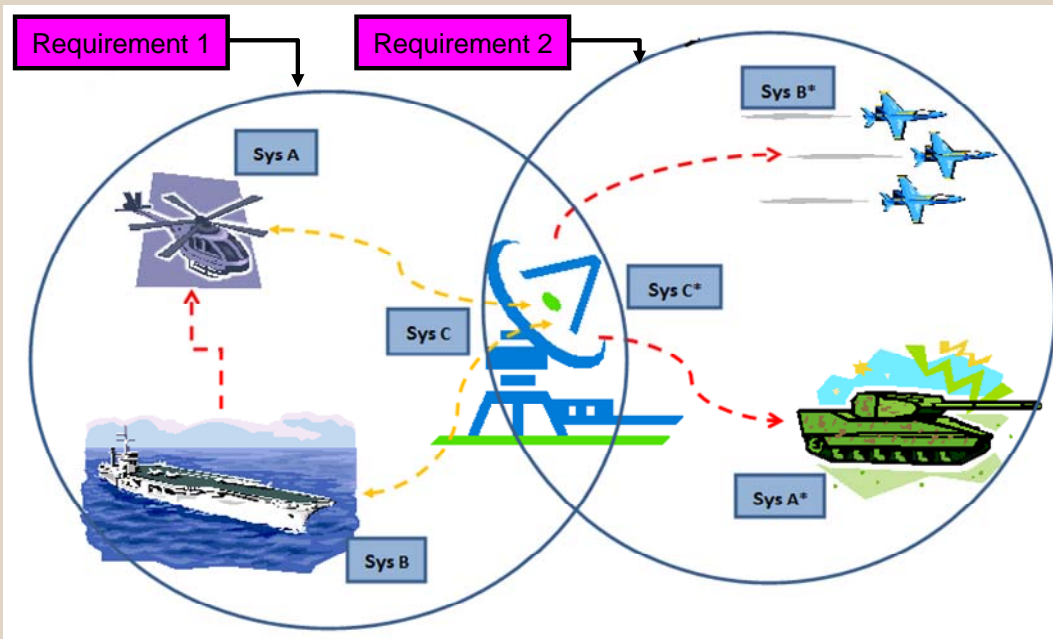 Requirement 1
Requirement 2
Sys B*
Sys A
Sys C*
Sys C
Sys A*
Sys B